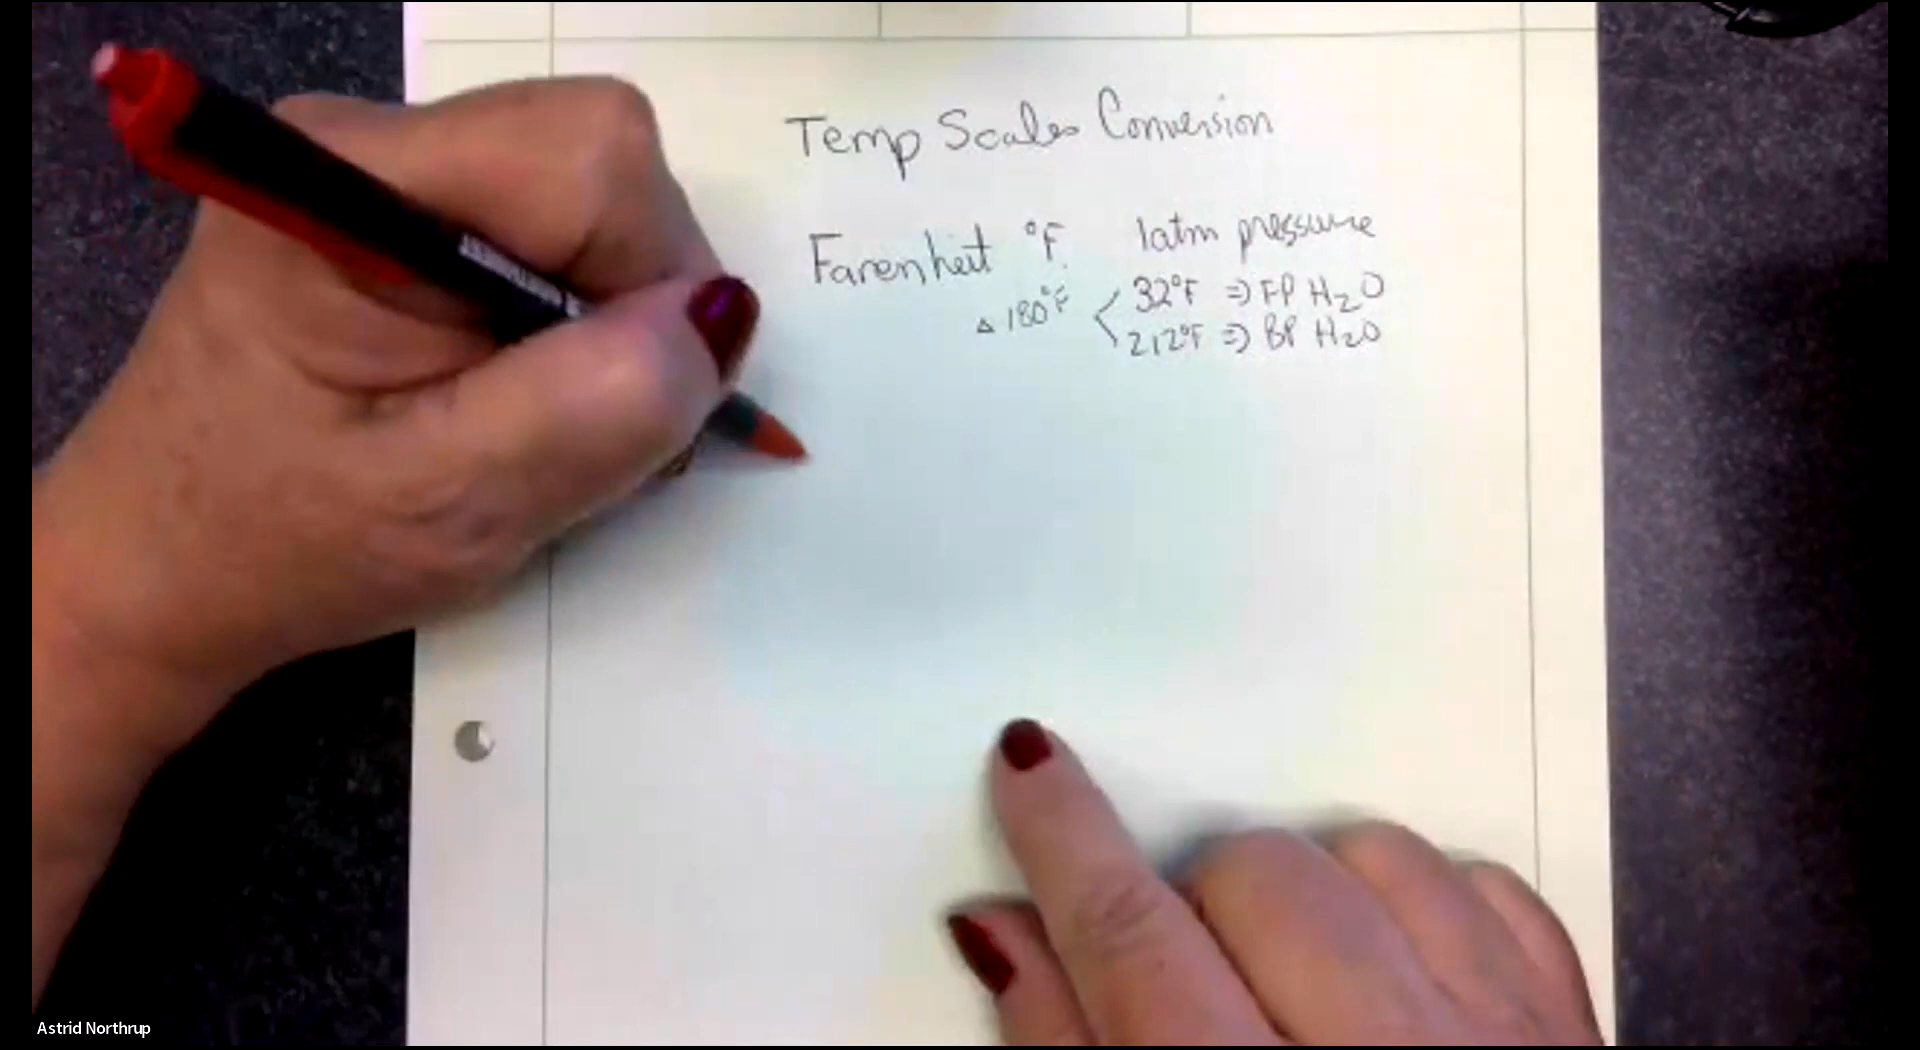 Temp Scales Conversion
Farenheit °F 1atm pressure
△ 180°F < 32°F => FP H₂O
212°F => BP H₂O
Astrid Northrup